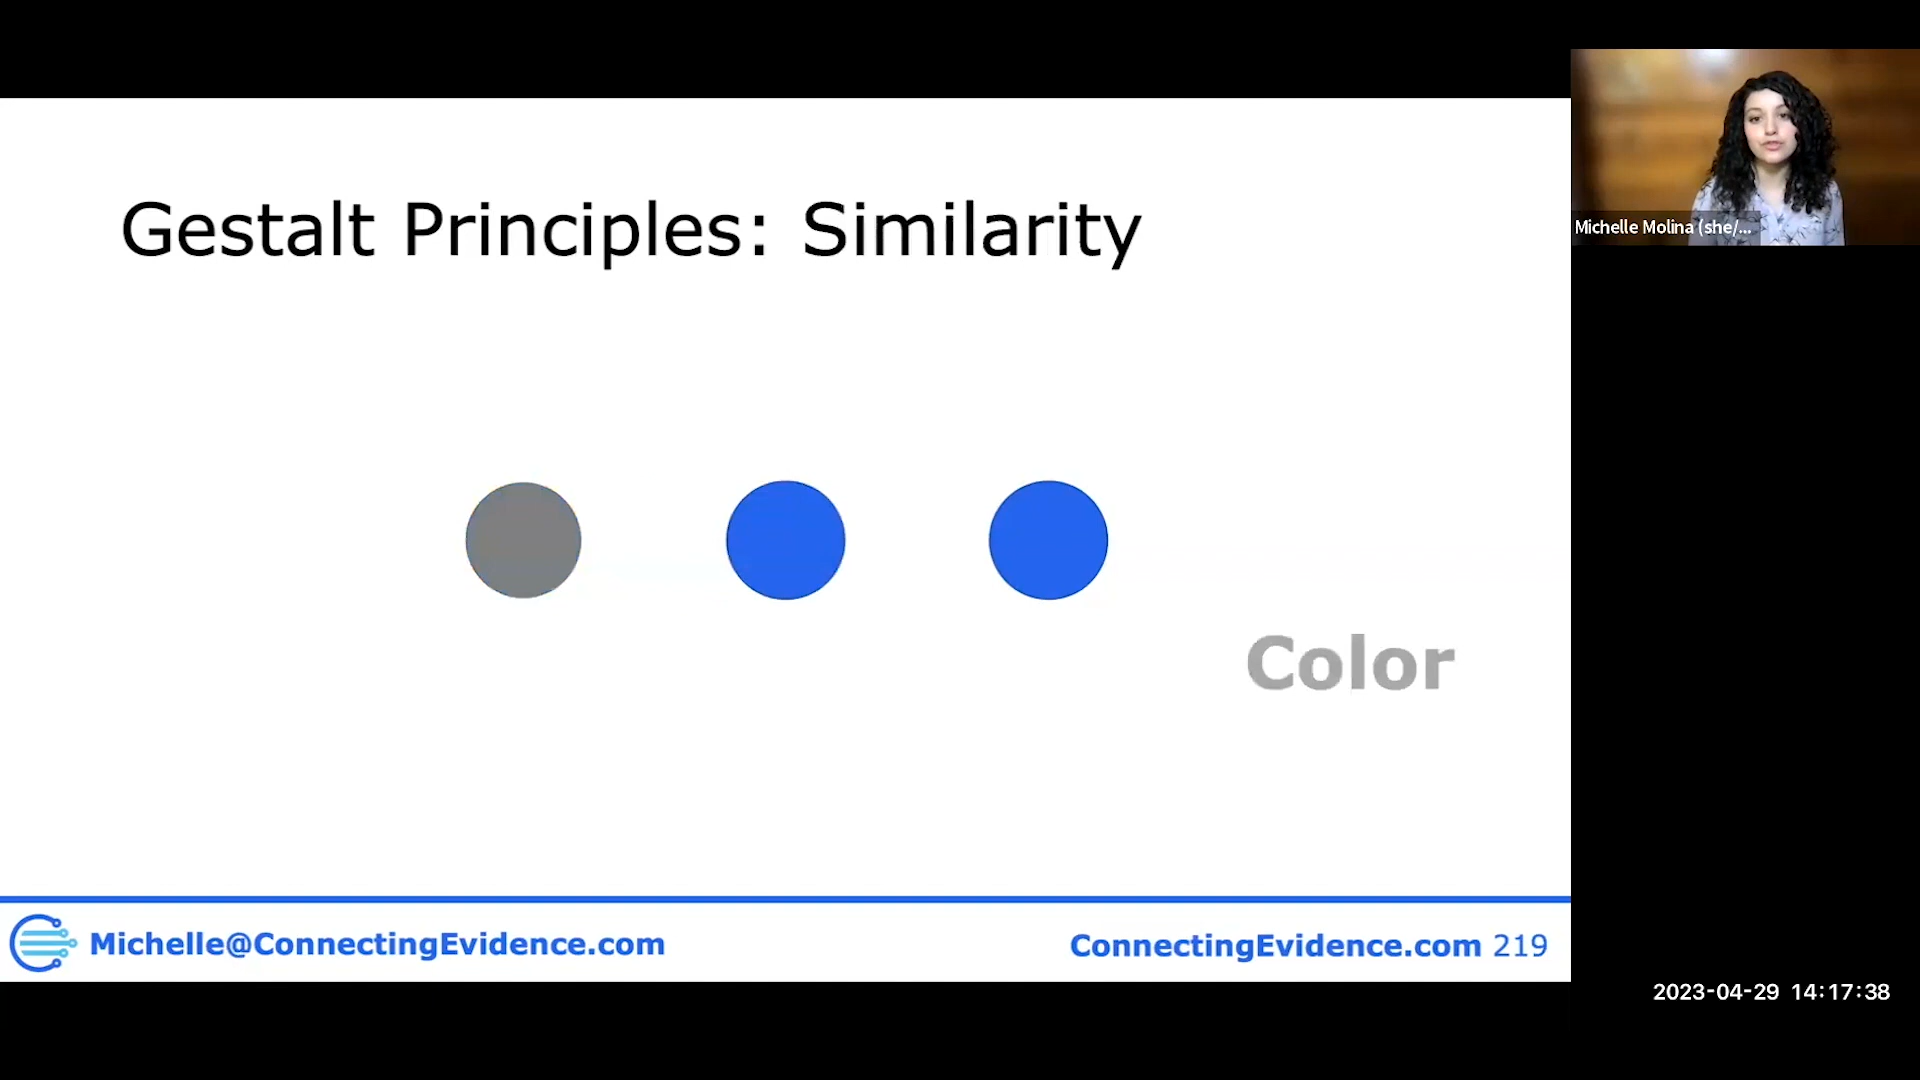 Gestalt Principles: Similarity
Michelle Molina (she/...
Color
Michelle@ConnectingEvidence.com
ConnectingEvidence.com 219
2023-04-29 14:17:38